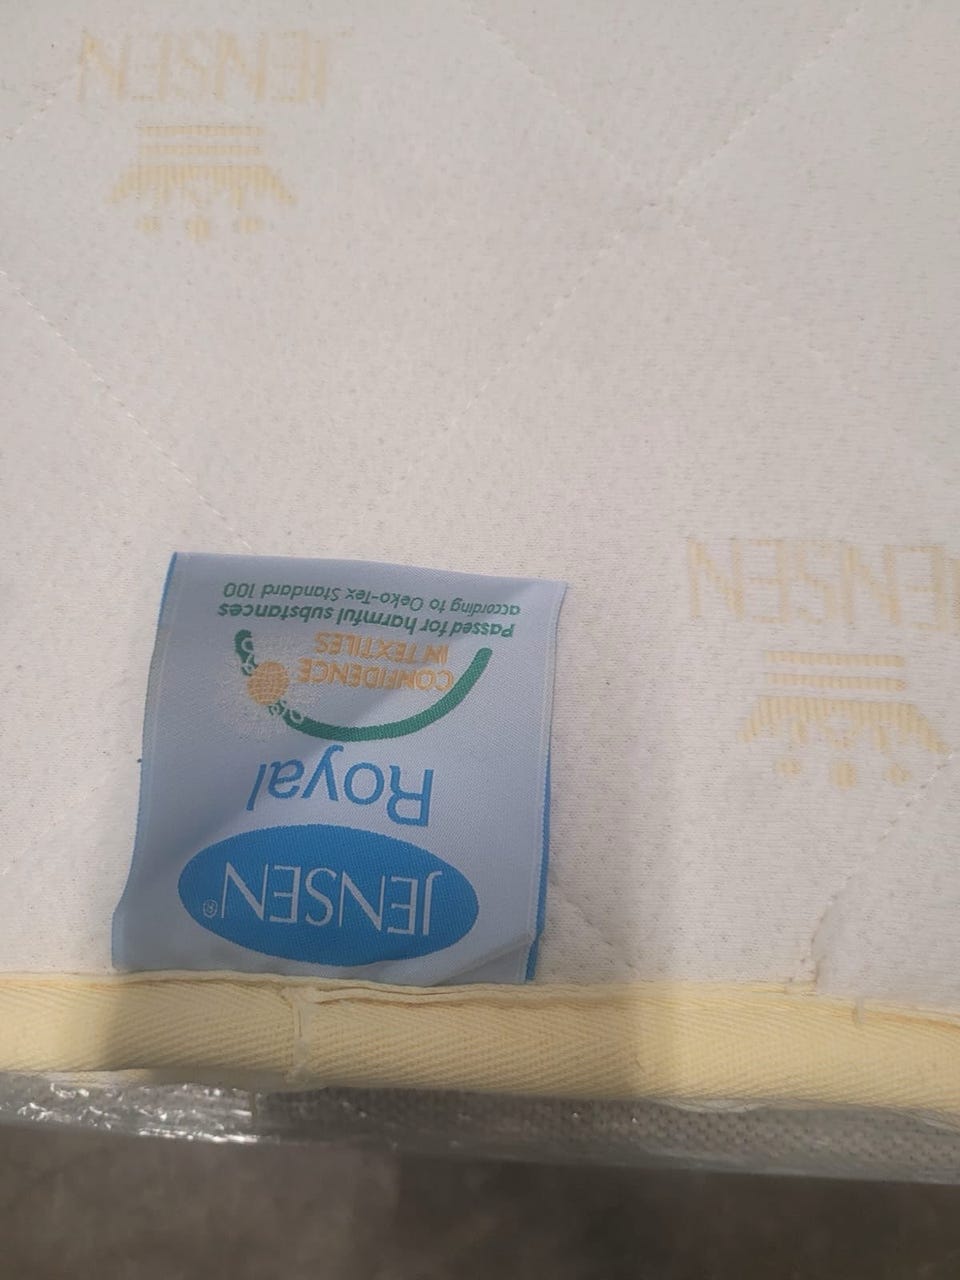 JENSEN®
Royal
CONFIDENCE
IN TEXTILES
Passed for harmful substances
according to Oeko-Tex Standard 100
JENSEN
JENSEN